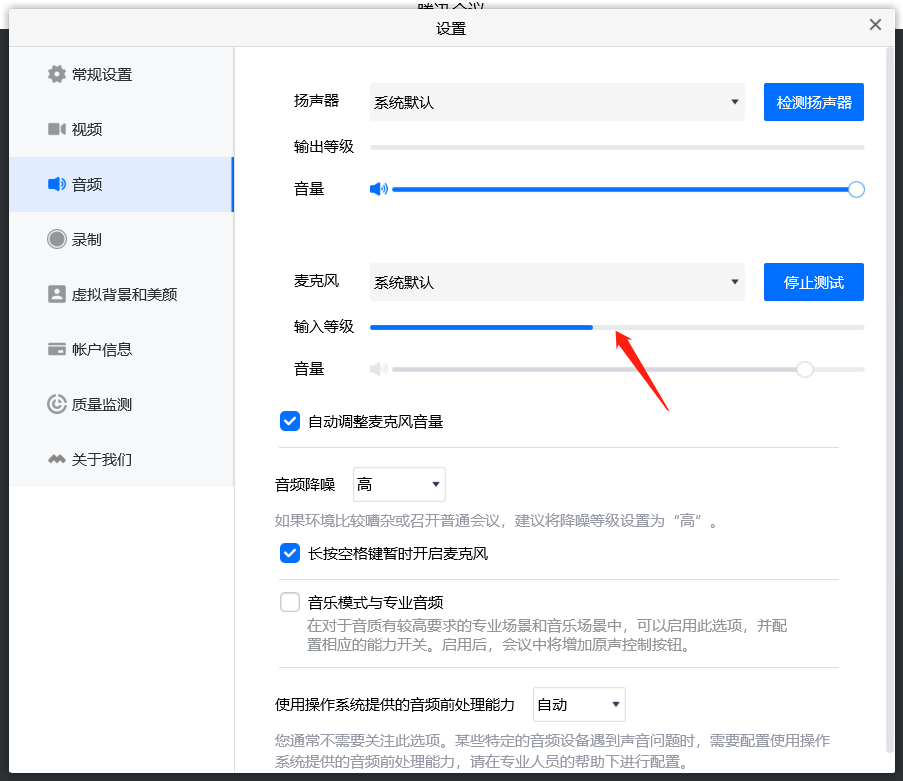 设置
常规设置
视频
音频
录制
虚拟背景和美颜
帐户信息
质量监测
关于我们
扬声器 系统默认 检测扬声器
输出等级
音量
麦克风 系统默认 停止测试
输入等级
音量
自动调整麦克风音量
音频降噪 高
如果环境比较嘈杂或召开普通会议，建议将降噪等级设置为“高”。
长按空格键暂时开启麦克风
音乐模式与专业音频
在对于音质有较高要求的专业场景和音乐场景中，可以启用此选项，并配
置相应的能力开关。启用后，会议中将增加原声控制按钮。
使用操作系统提供的音频前处理能力 自动
您通常不需要关注此选项。某些特定的音频设备遇到声音问题时，需要配置使用操作
系统提供的音频前处理能力，请在专业人员的帮助下进行配置。